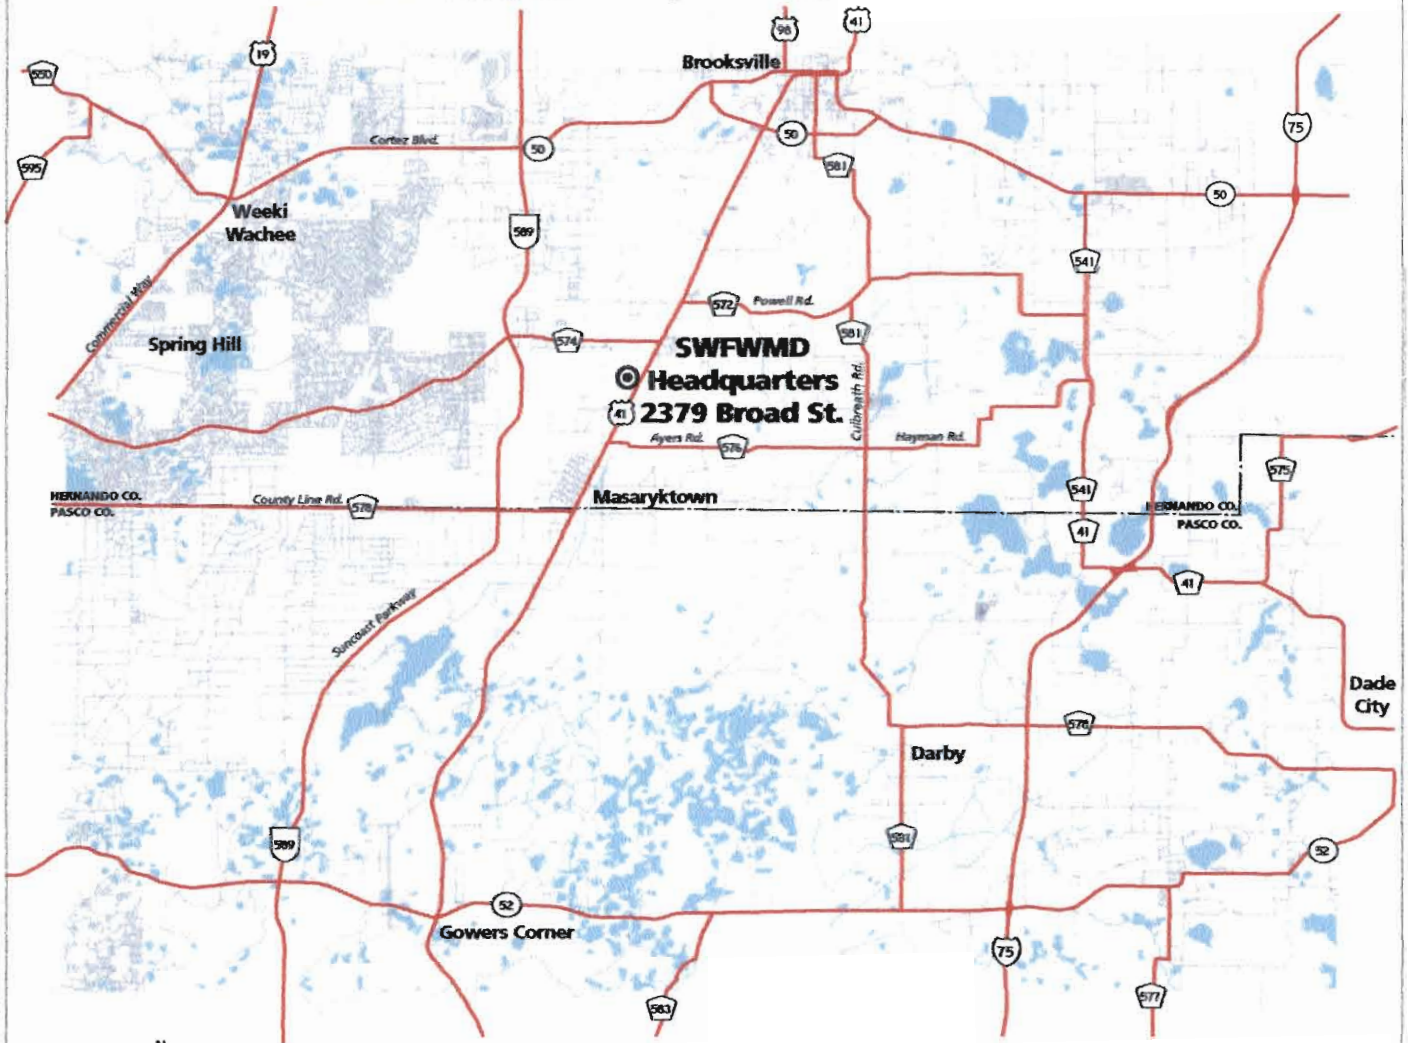 98
41
19
Brooksville
550
75
50
Cortez Blvd.
50
595
581
50
Weeki
Wachee
589
541
572
Powell Rd.
Commercial Way
581
574
Spring Hill
SWFWMD
Headquarters
2379 Broad St.
41
Culbreath Rd.
Ayers Rd.
576
Hayman Rd.
575
541
HERNANDO CO.
PASCO CO.
County Line Rd.
578
Masaryktown
HERNANDO CO.
PASCO CO.
41
41
Suncoast Parkway
Dade
City
578
Darby
581
589
52
52
Gowers Corner
75
577
583